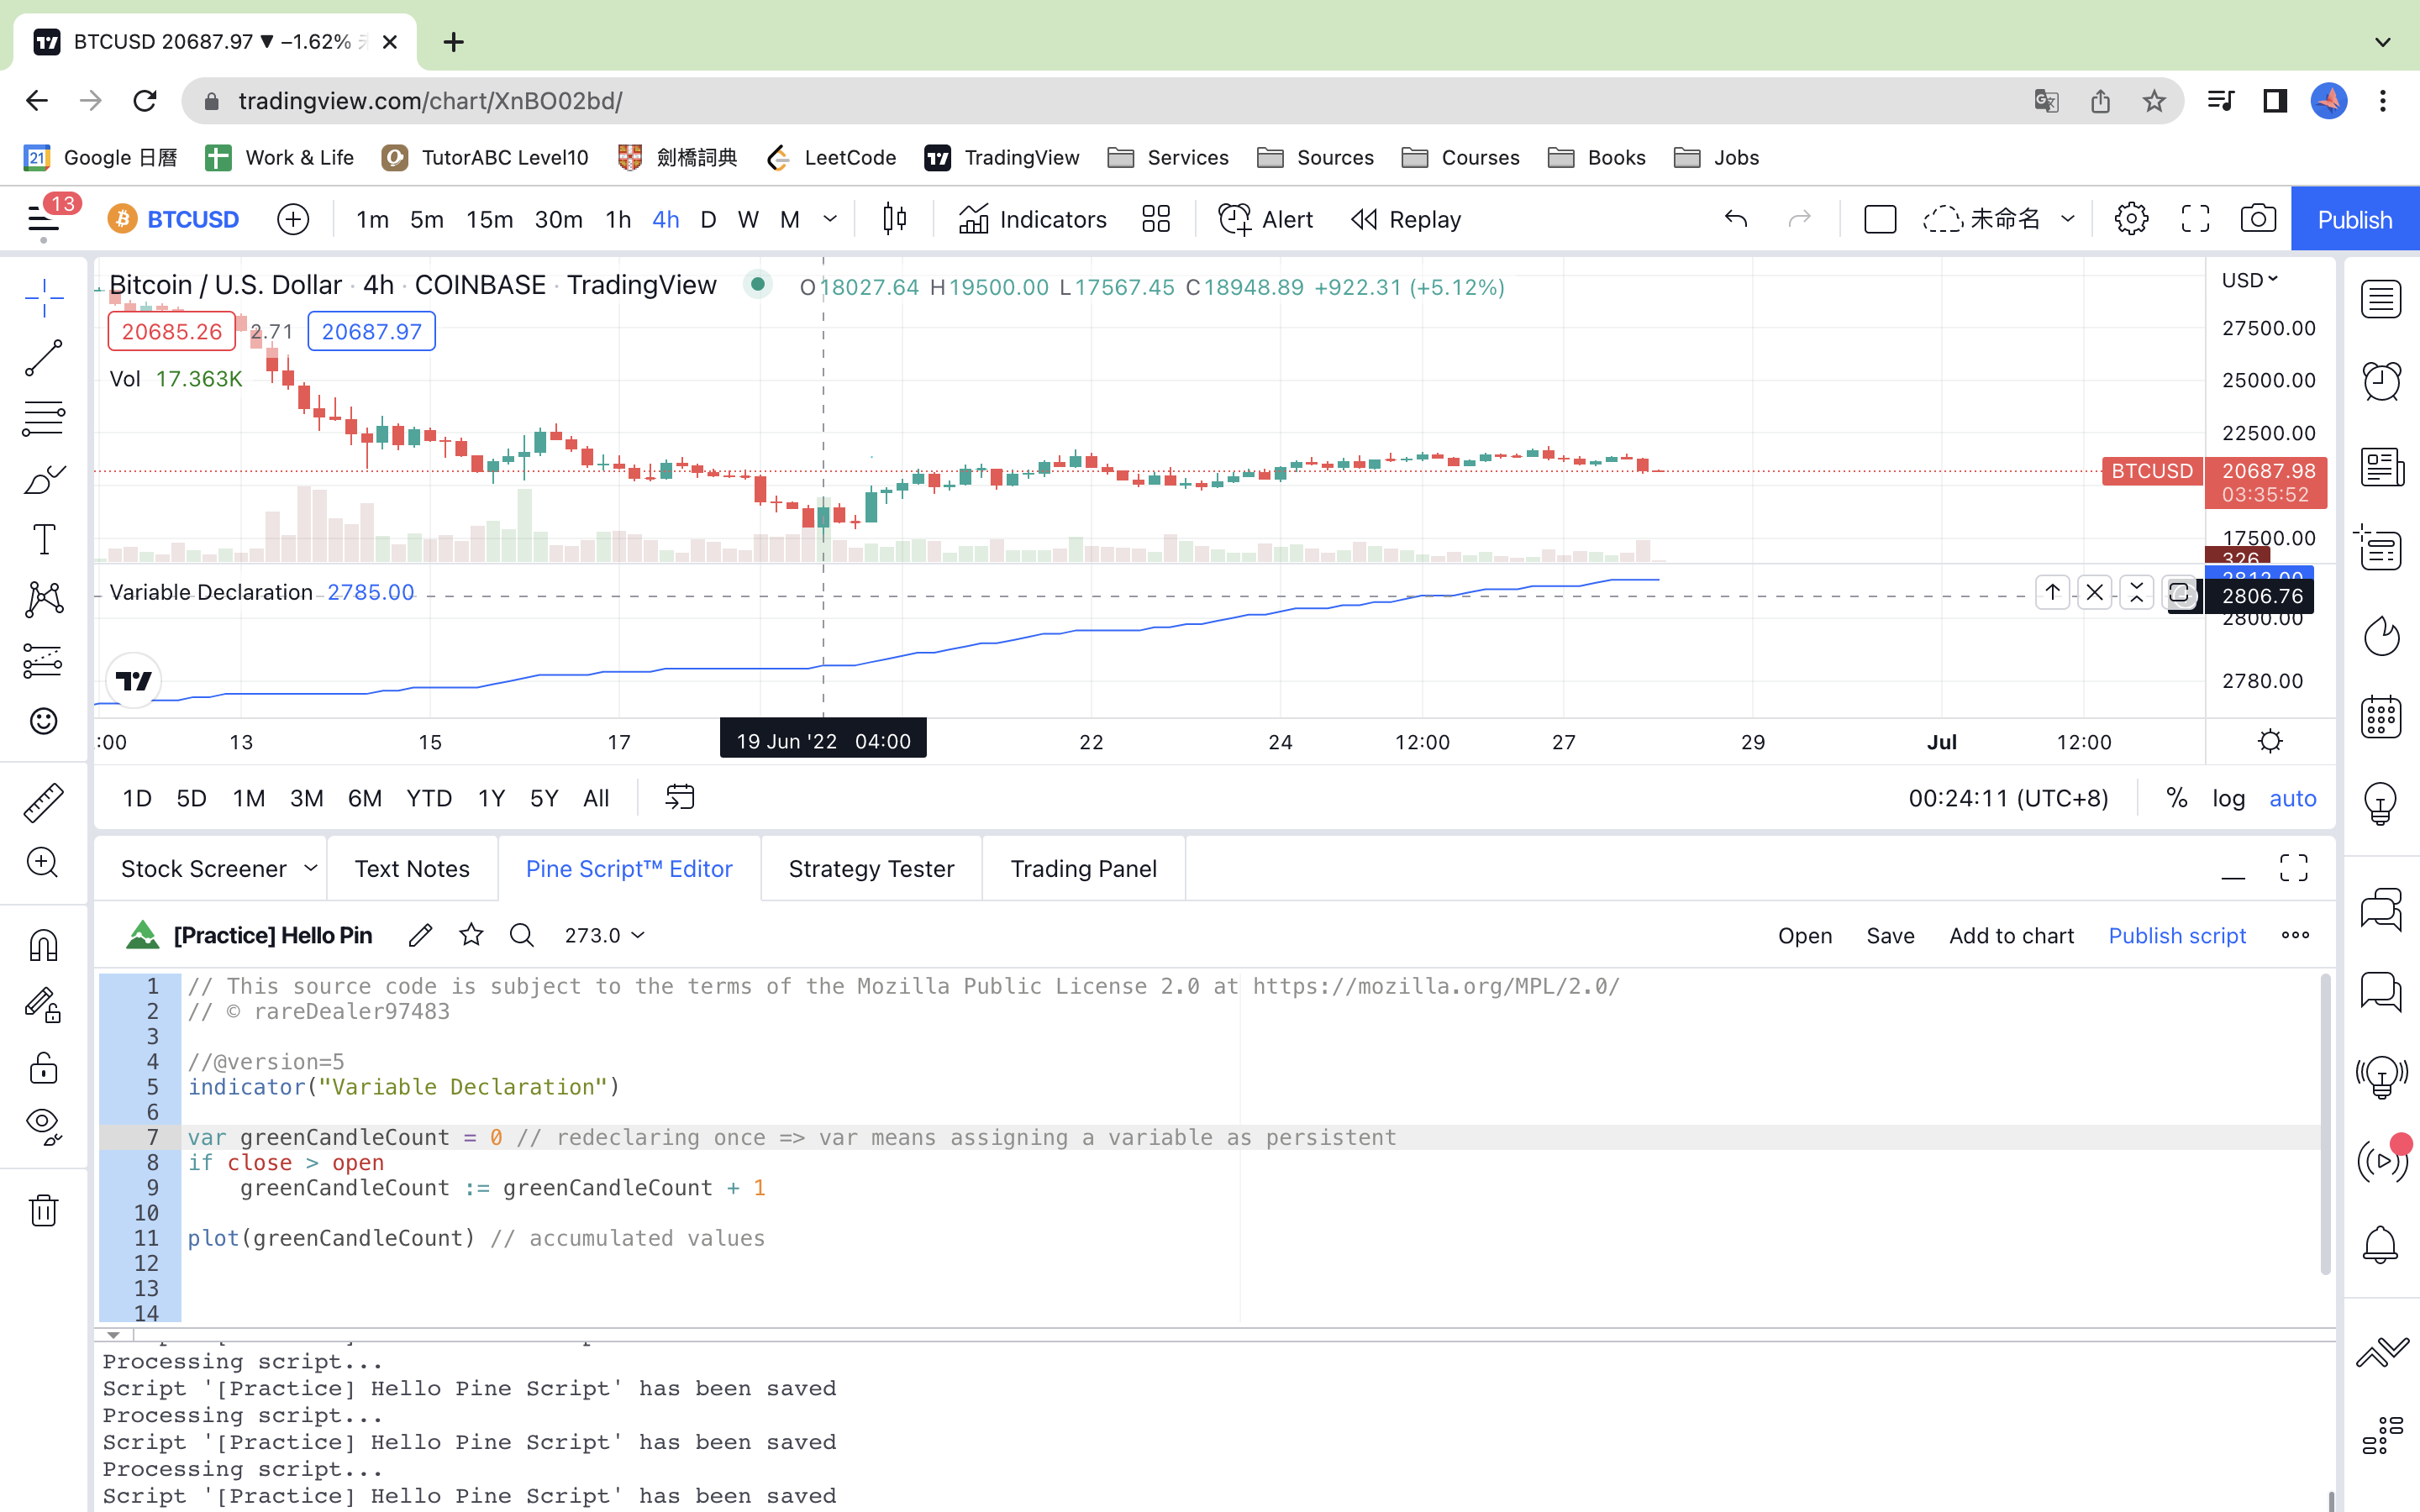 BTCUSD 20687.97 ▼ −1.62%
tradingview.com/chart/XnBO02bd/
21 Google 日曆 Work & Life TutorABC Level10 劍橋詞典 LeetCode TradingView Services Sources Courses Books Jobs
13 BTCUSD 1m 5m 15m 30m 1h 4h D W M Indicators Alert Replay 未命名 Publish
Bitcoin / U.S. Dollar · 4h · COINBASE · TradingView O18027.64 H19500.00 L17567.45 C18948.89 +922.31 (+5.12%)
USD
20685.26 2.71 20687.97
27500.00
Vol 17.363K
25000.00
22500.00
BTCUSD 20687.98
03:35:52
17500.00
326
Variable Declaration 2785.00
2812.00
2806.76
2800.00
2780.00
:00 13 15 17 19 Jun '22 04:00 22 24 12:00 27 29 Jul 12:00
1D 5D 1M 3M 6M YTD 1Y 5Y All 00:24:11 (UTC+8) % log auto
Stock Screener Text Notes Pine Script™ Editor Strategy Tester Trading Panel
[Practice] Hello Pin 273.0 Open Save Add to chart Publish script
1 // This source code is subject to the terms of the Mozilla Public License 2.0 at https://mozilla.org/MPL/2.0/
2 // © rareDealer97483
3
4 //@version=5
5 indicator("Variable Declaration")
6
7 var greenCandleCount = 0 // redeclaring once => var means assigning a variable as persistent
8 if close > open
9     greenCandleCount := greenCandleCount + 1
10
11 plot(greenCandleCount) // accumulated values
12
13
14
Processing script...
Script '[Practice] Hello Pine Script' has been saved
Processing script...
Script '[Practice] Hello Pine Script' has been saved
Processing script...
Script '[Practice] Hello Pine Script' has been saved